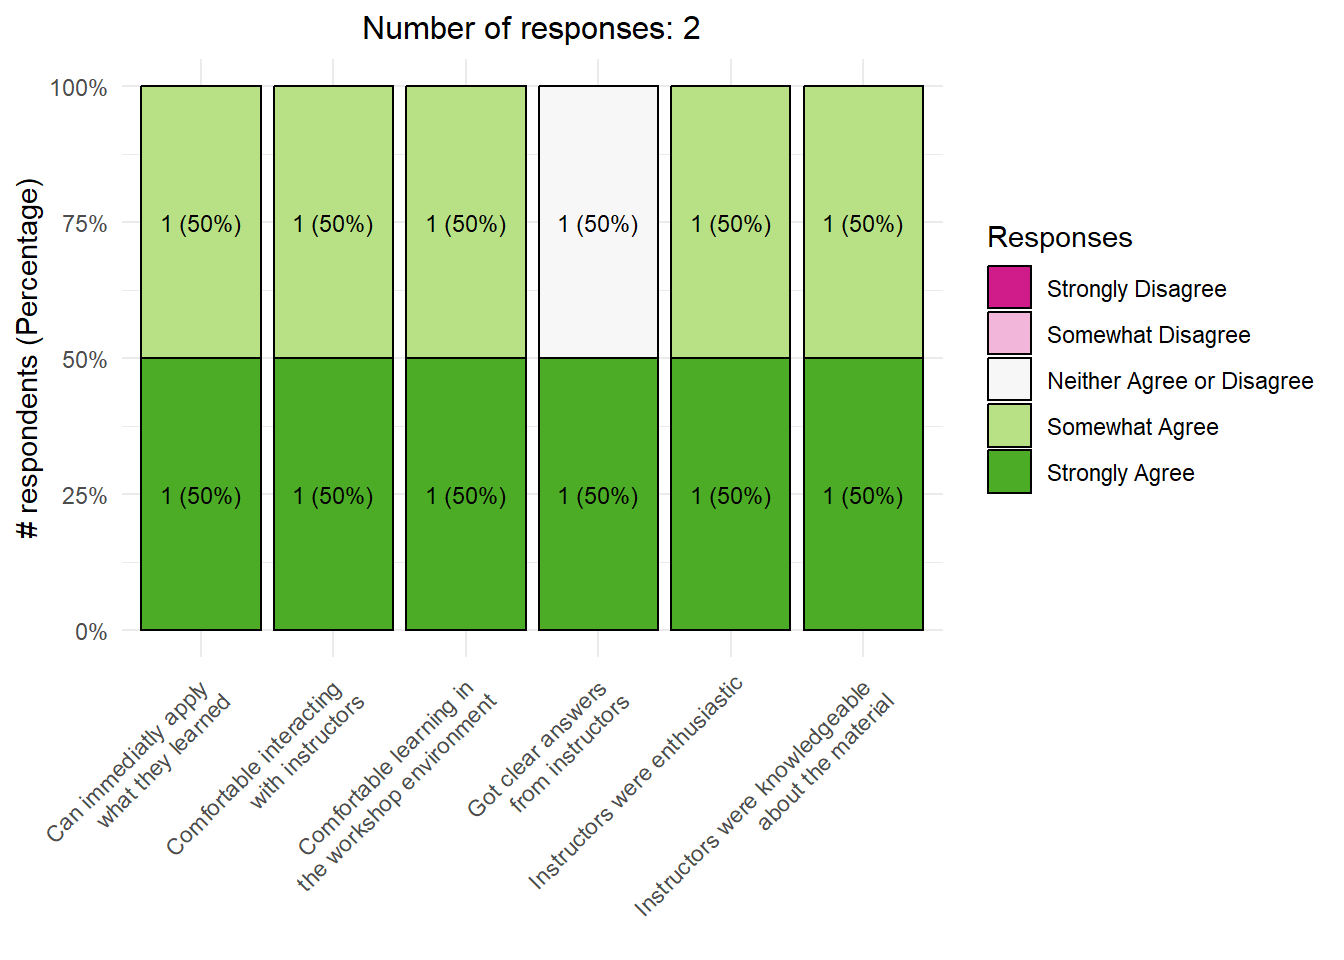 Number of responses: 2
# respondents (Percentage)
100%
75%
50%
25%
0%
1 (50%) 1 (50%) 1 (50%) 1 (50%) 1 (50%) 1 (50%)
1 (50%) 1 (50%) 1 (50%) 1 (50%) 1 (50%) 1 (50%)
Can immediatly apply
what they learned
Comfortable interacting
with instructors
Comfortable learning in
the workshop environment
Got clear answers
from instructors
Instructors were enthusiastic
Instructors were knowledgeable
about the material
Responses
Strongly Disagree
Somewhat Disagree
Neither Agree or Disagree
Somewhat Agree
Strongly Agree